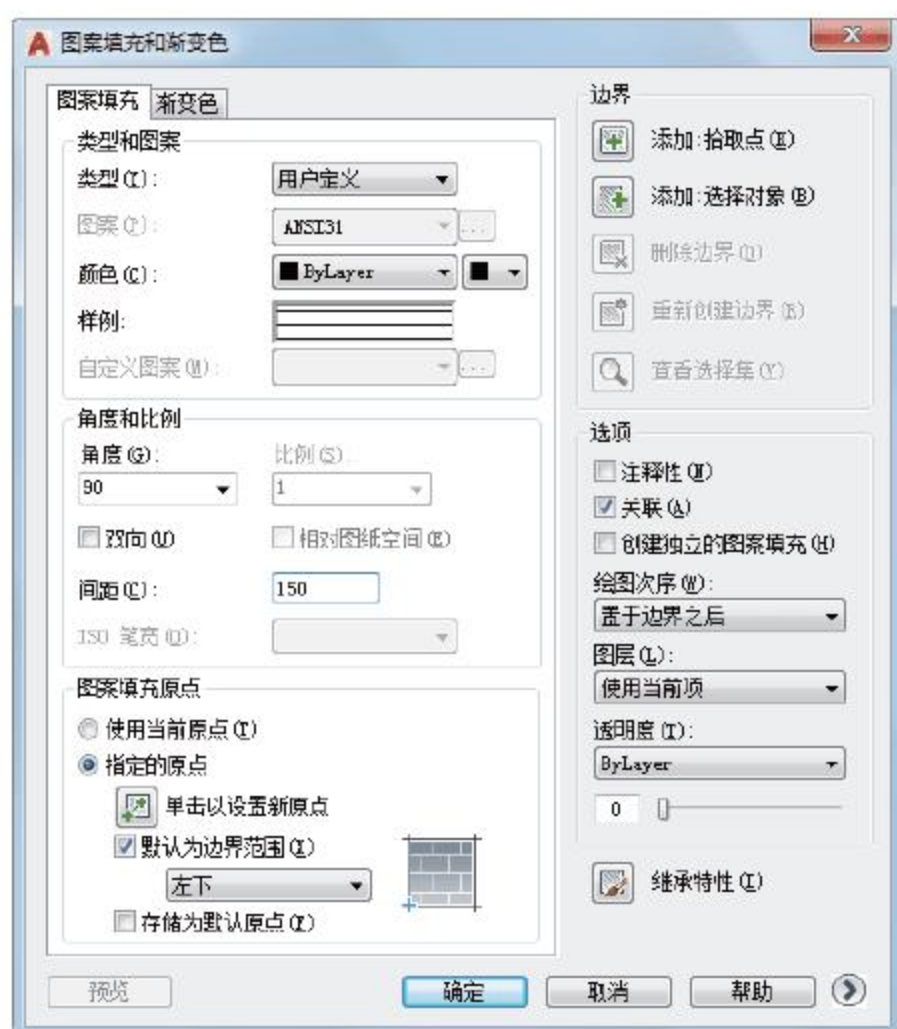 图案填充和渐变色
图案填充 渐变色
类型和图案
类型(Y):
用户定义
图案(P):
ANSI31
...
颜色(C):
ByLayer
样例:
自定义图案(M):
...
角度和比例
角度(G):
比例(S)
90
1
双向(U)
相对图纸空间(E)
间距(C):
150
ISO 笔宽(O):
图案填充原点
使用当前原点(T)
指定的原点
单击以设置新原点
默认为边界范围(X)
左下
存储为默认原点(F)
边界
添加:拾取点(K)
添加:选择对象(B)
删除边界(D)
重新创建边界(R)
查看选择集(V)
选项
注释性(N)
关联(A)
创建独立的图案填充(H)
绘图次序(W):
置于边界之后
图层(L):
使用当前项
透明度(T):
ByLayer
0
继承特性(I)
预览
确定
取消
帮助